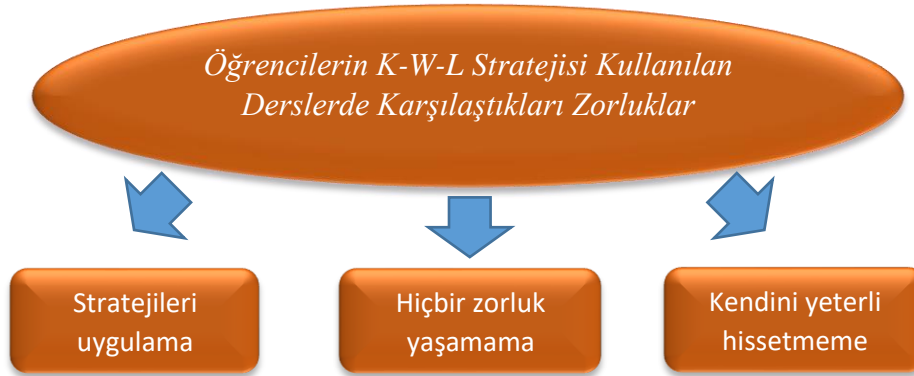 Öğrencilerin K-W-L Stratejisi Kullanılan
Derslerde Karşılaştıkları Zorluklar
Stratejileri
uygulama
Hiçbir zorluk
yaşamama
Kendini yeterli
hissetmeme